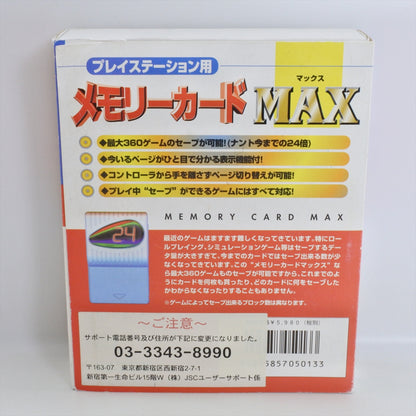 プレイステーション用
マックス
メモリーカードMAX
◆最大360ゲームのセーブが可能!(ナント今までの24倍)
◆今いるページがひと目で分かる表示機能付!
◆コントローラから手を離さずページ切り替えが可能!
◆プレイ中"セーブ"ができるゲームにはすべて対応!
MEMORY CARD MAX
24
最近のゲームはますます難しくなってきています。特にロ
ールプレイング、シミュレーションゲーム等はセーブするデ
ータ量が大きすぎて、今までのカードではセーブ出来る数が少
なくなってきています。この"メモリーカードマックス"な
ら最大360ゲームものセーブが可能ですから、これまでのよ
うにカードを何枚も買ったり、どのカードに何をセーブした
かわからなくなったりすることもありません。
※ゲームによってセーブ出来るブロック数は異なります。
¥5,980(税別)
5857050133
～ご注意～
サポート電話番号及び住所が下記に変更になりました
03-3343-8990
〒163-07 東京都新宿区西新宿2-7-1
新宿第一生命ビル15階W(株)JSCユーザーサポート係